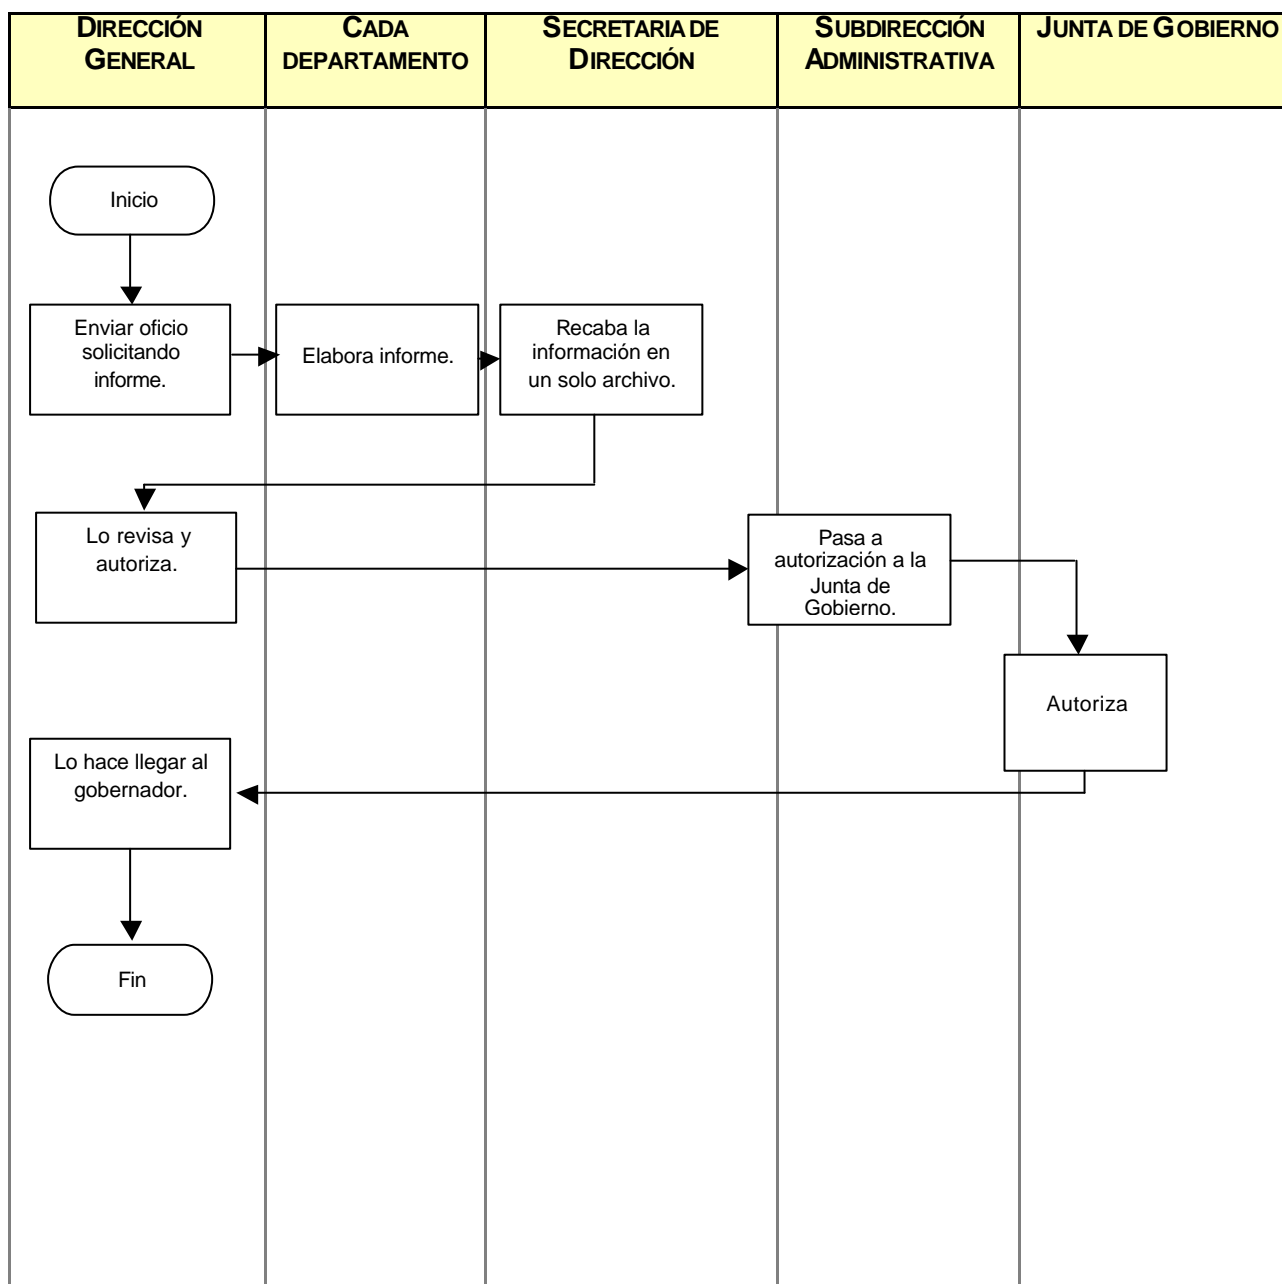 DIRECCIÓN
GENERAL
CADA
DEPARTAMENTO
SECRETARIA DE
DIRECCIÓN
SUBDIRECCIÓN
ADMINISTRATIVA
JUNTA DE GOBIERNO
Inicio
Enviar oficio
solicitando
informe.
Elabora informe.
Recaba la
información en
un solo archivo.
Lo revisa y
autoriza.
Pasa a
autorización a la
Junta de
Gobierno.
Autoriza
Lo hace llegar al
gobernador.
Fin